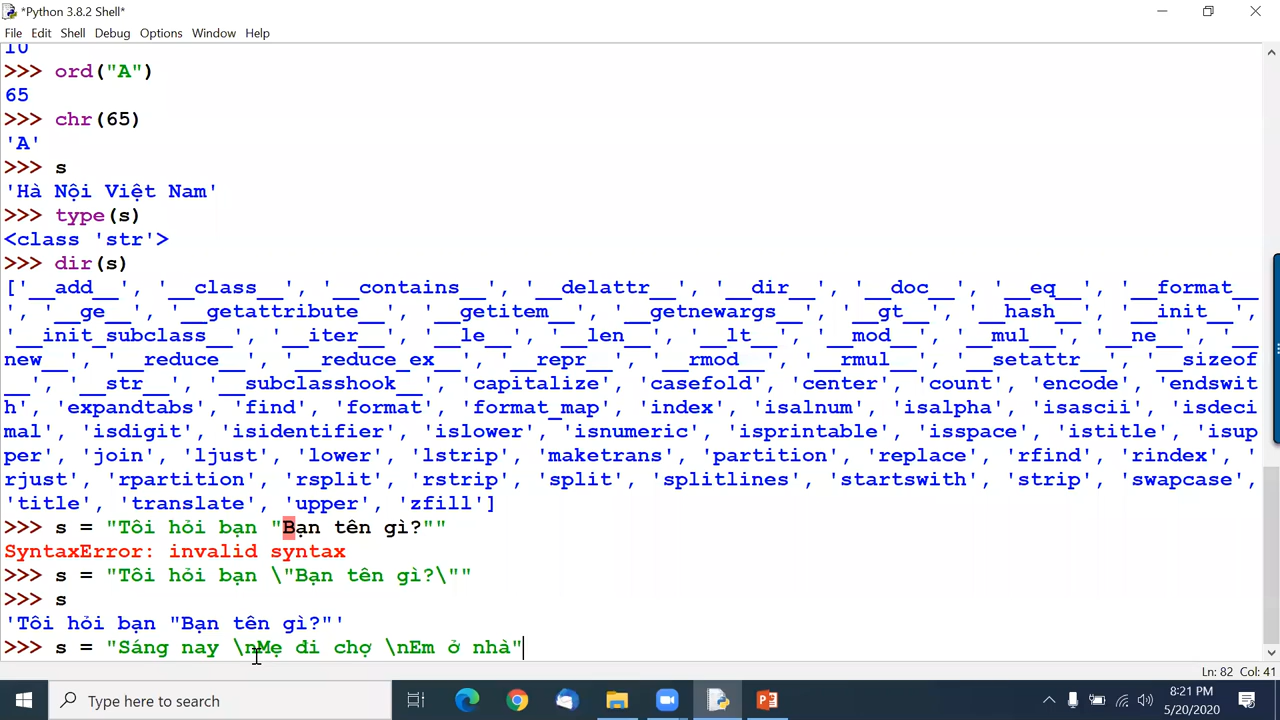 *Python 3.8.2 Shell*
File Edit Shell Debug Options Window Help
10
>>> ord("A")
65
>>> chr(65)
'A'
>>> s
'Hà Nội Việt Nam'
>>> type(s)
<class 'str'>
>>> dir(s)
['__add__', '__class__', '__contains__', '__delattr__', '__dir__', '__doc__', '__eq__', '__format__
', '__ge__', '__getattribute__', '__getitem__', '__getnewargs__', '__gt__', '__hash__', '__init__',
'__init_subclass__', '__iter__', '__le__', '__len__', '__lt__', '__mod__', '__mul__', '__ne__', '__
new__', '__reduce__', '__reduce_ex__', '__repr__', '__rmod__', '__rmul__', '__setattr__', '__sizeof
__', '__str__', '__subclasshook__', 'capitalize', 'casefold', 'center', 'count', 'encode', 'endswit
h', 'expandtabs', 'find', 'format', 'format_map', 'index', 'isalnum', 'isalpha', 'isascii', 'isdeci
mal', 'isdigit', 'isidentifier', 'islower', 'isnumeric', 'isprintable', 'isspace', 'istitle', 'isup
per', 'join', 'ljust', 'lower', 'lstrip', 'maketrans', 'partition', 'replace', 'rfind', 'rindex', '
rjust', 'rpartition', 'rsplit', 'rstrip', 'split', 'splitlines', 'startswith', 'strip', 'swapcase',
'title', 'translate', 'upper', 'zfill']
>>> s = "Tôi hỏi bạn "Bạn tên gì?""
SyntaxError: invalid syntax
>>> s = "Tôi hỏi bạn \"Bạn tên gì?\""
>>> s
'Tôi hỏi bạn "Bạn tên gì?"'
>>> s = "Sáng nay \nMẹ di chợ \nEm ở nhà"
Ln: 82 Col: 41
Type here to search
8:21 PM
5/20/2020